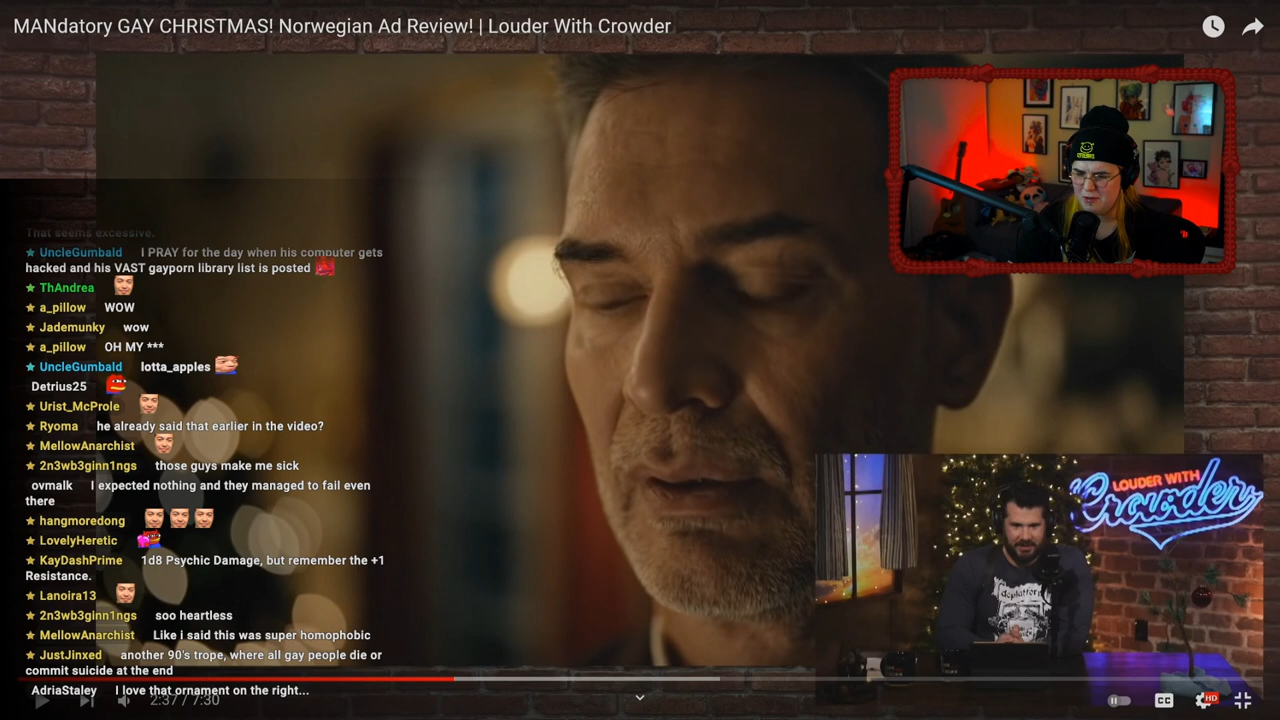 MANdatory GAY CHRISTMAS! Norwegian Ad Review! | Louder With Crowder
That seems excessive.
UncleGumbald I PRAY for the day when his computer gets
hacked and his VAST gayporn library list is posted
ThAndrea
a_pillow WOW
Jademunky wow
a_pillow OH MY ***
UncleGumbald lotta_apples
Detrius25
Urist_McProle
Ryoma he already said that earlier in the video?
MellowAnarchist
2n3wb3ginn1ngs those guys make me sick
ovmalk I expected nothing and they managed to fail even
there
hangmoredong
LovelyHeretic
KayDashPrime 1d8 Psychic Damage, but remember the +1
Resistance.
Lanoira13
2n3wb3ginn1ngs soo heartless
MellowAnarchist Like i said this was super homophobic
JustJinxed another 90's trope, where all gay people die or
commit suicide at the end
AdriaStaley I love that ornament on the right...
2:37 / 7:30
LOUDER WITH
Crowder
CC
HD